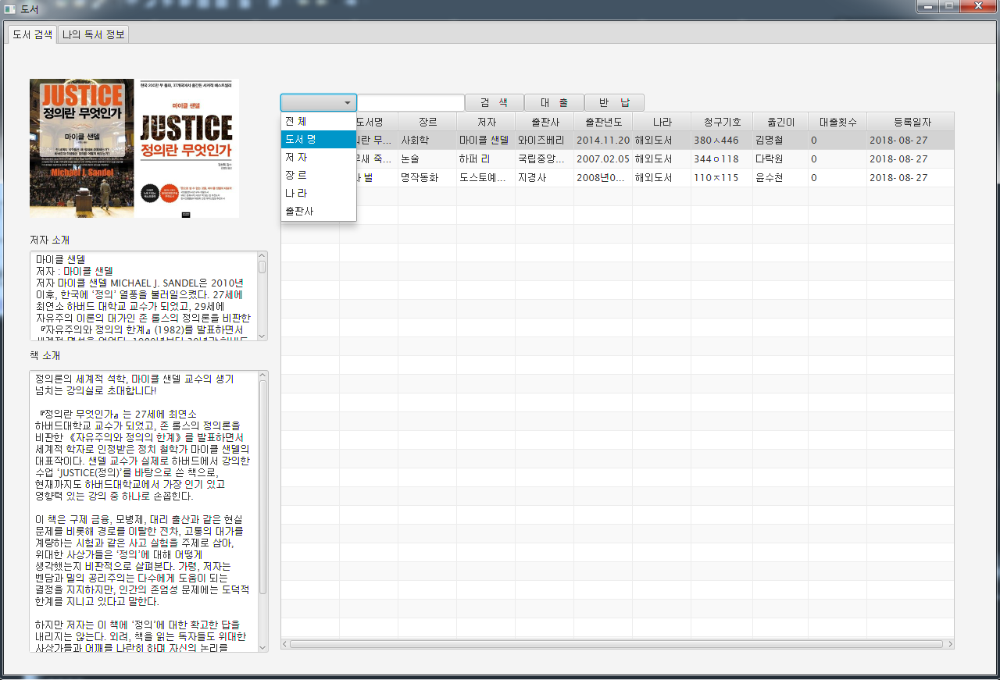 도서
도서 검색
나의 독서 정보
JUSTICE
정의란 무엇인가
마이클 샌델
Michael J. Sandel
한국 200만 부 돌파, 37개국에서 출간된 세계적 베스트셀러
마이클 샌델
JUSTICE
정의란 무엇인가
검 색
대 출
반 납
도서명 장르 저자 출판사 출판년도 나라 청구기호 옮긴이 대출횟수 등록일자
전 체
도서 명
저 자
장 르
나 라
출판사
의란 무... 사회학 마이클 샌델 와이즈베리 2014.11.20 해외도서 380ㅅ446 김명철 0 2018- 08- 27
무새 죽... 논술 하퍼 리 국립중앙... 2007.02.05 해외도서 344ㅇ118 다락원 0 2018- 08- 27
벌 명작동화 도스토예... 지경사 2008년0... 해외도서 110ㅈ115 윤수천 0 2018- 08- 27
저자 소개
마이클 샌델
저자 : 마이클 샌델
저자 마이클 샌델 MICHAEL J. SANDEL은 2010년
이후, 한국에 ‘정의’ 열풍을 불러일으켰다. 27세에
최연소 하버드 대학교 교수가 되었고, 29세에
자유주의 이론의 대가인 존 롤스의 정의론을 비판한
『자유주의와 정의의 한계』(1982)를 발표하면서
세계적 명성을 얻었다. 1980년부터 30년간 하버드
책 소개
정의론의 세계적 석학, 마이클 샌델 교수의 생기
넘치는 강의실로 초대합니다!
『정의란 무엇인가』는 27세에 최연소
하버드대학교 교수가 되었고, 존 롤스의 정의론을
비판한 《자유주의와 정의의 한계》를 발표하면서
세계적 학자로 인정받은 정치 철학가 마이클 샌델의
대표작이다. 샌델 교수가 실제로 하버드에서 강의한
수업 ‘JUSTICE(정의)’를 바탕으로 쓴 책으로,
현재까지도 하버드대학교에서 가장 인기 있고
영향력 있는 강의 중 하나로 손꼽힌다.
이 책은 구제 금융, 모병제, 대리 출산과 같은 현실
문제를 비롯해 경로를 이탈한 전차, 고통의 대가를
계량하는 시험과 같은 사고 실험을 주제로 삼아,
위대한 사상가들은 ‘정의’에 대해 어떻게
생각했는지 비판적으로 살펴본다. 가령, 저자는
벤담과 밀의 공리주의는 다수에게 도움이 되는
결정을 지지하지만, 인간의 존엄성 문제에는 도덕적
한계를 지니고 있다고 말한다.
하지만 저자는 이 책에 ‘정의’에 대한 확고한 답을
내리지는 않는다. 외려, 책을 읽는 독자들도 위대한
사상가들과 어깨를 나란히 하며 자신의 논리를